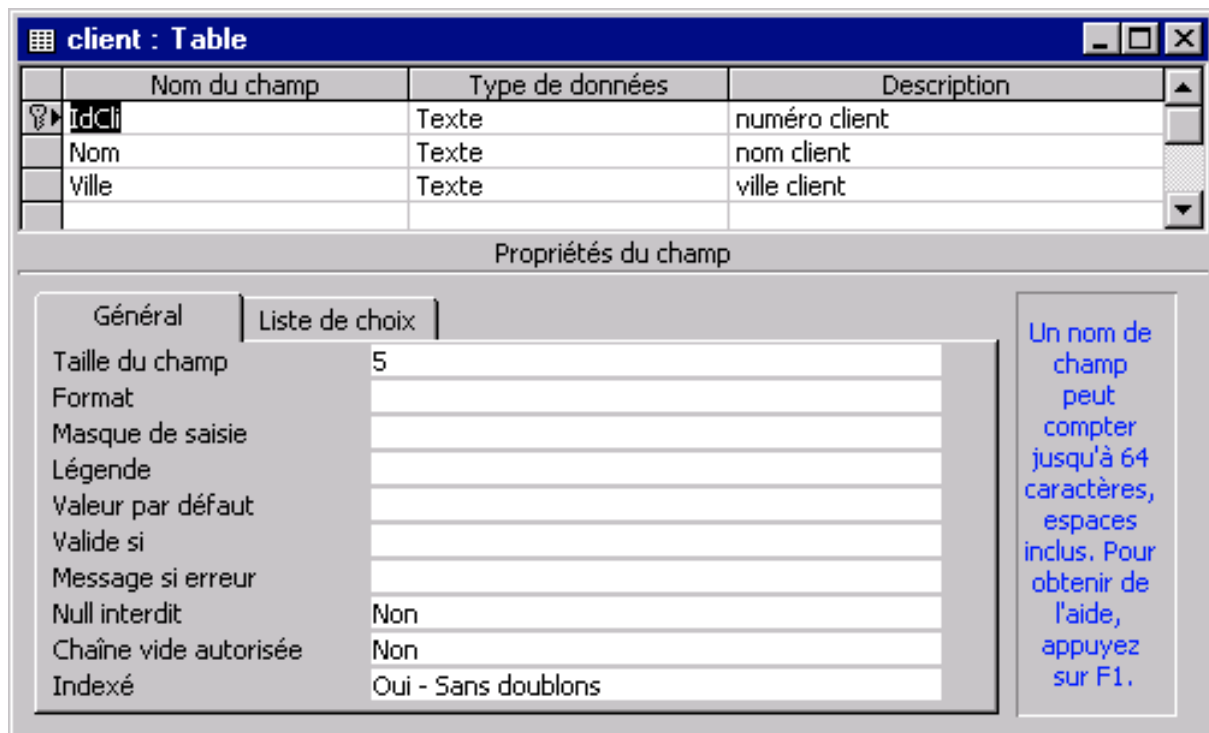 client : Table
Nom du champ Type de données Description
IdCli Texte numéro client
Nom Texte nom client
Ville Texte ville client
Propriétés du champ
Général Liste de choix
Taille du champ 5
Format
Masque de saisie
Légende
Valeur par défaut
Valide si
Message si erreur
Null interdit Non
Chaîne vide autorisée Non
Indexé Oui - Sans doublons
Un nom de
champ
peut
compter
jusqu'à 64
caractères,
espaces
inclus. Pour
obtenir de
l'aide,
appuyez
sur F1.